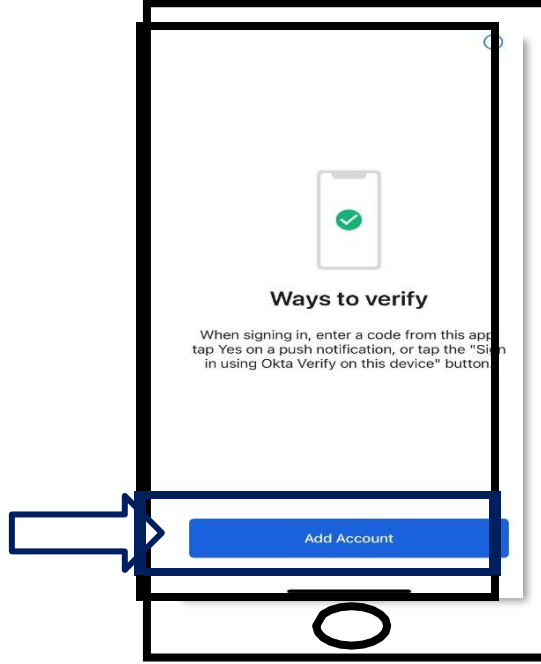 Ways to verify
When signing in, enter a code from this app,
tap Yes on a push notification, or tap the "Sign
in using Okta Verify on this device" button.
Add Account